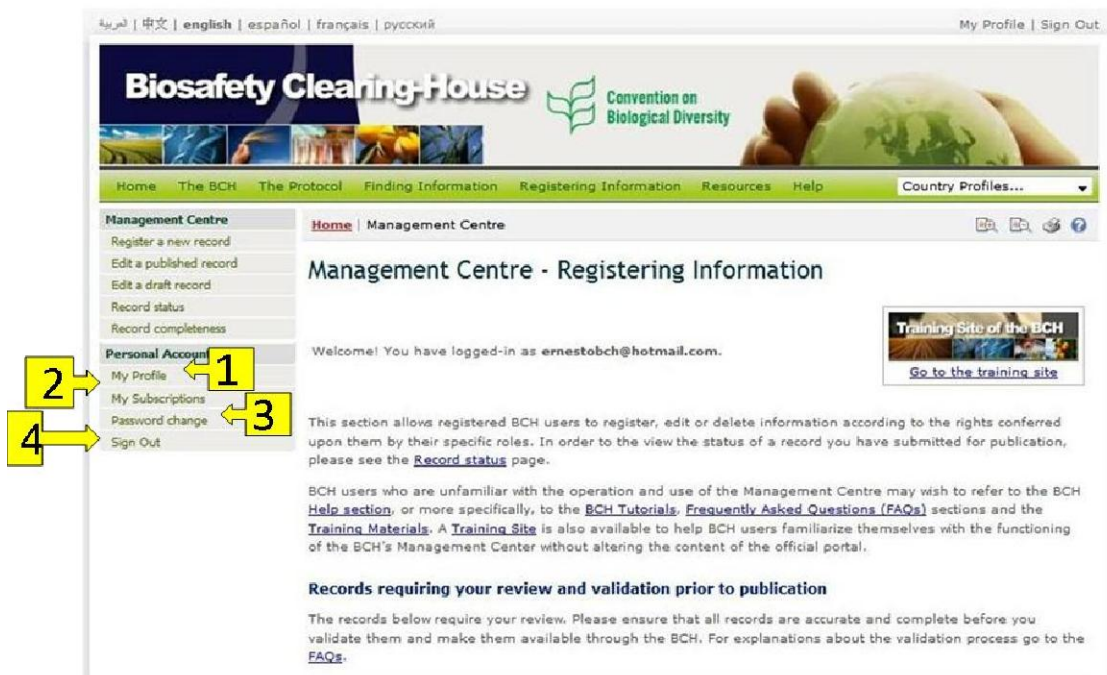 العربية | 中文 | english | español | français | русский
My Profile | Sign Out
Biosafety Clearing-House
Convention on
Biological Diversity
Home The BCH The Protocol Finding Information Registering Information Resources Help Country Profiles...
Management Centre
Register a new record
Edit a published record
Edit a draft record
Record status
Record completeness
Personal Account
My Profile
My Subscriptions
Password change
Sign Out
1
2
3
4
Home | Management Centre
Management Centre - Registering Information
Training Site of the BCH
Go to the training site
Welcome! You have logged-in as ernestobch@hotmail.com.
This section allows registered BCH users to register, edit or delete information according to the rights conferred
upon them by their specific roles. In order to the view the status of a record you have submitted for publication,
please see the Record status page.
BCH users who are unfamiliar with the operation and use of the Management Centre may wish to refer to the BCH
Help section, or more specifically, to the BCH Tutorials, Frequently Asked Questions (FAQs) sections and the
Training Materials. A Training Site is also available to help BCH users familiarize themselves with the functioning
of the BCH's Management Center without altering the content of the official portal.
Records requiring your review and validation prior to publication
The records below require your review. Please ensure that all records are accurate and complete before you
validate them and make them available through the BCH. For explanations about the validation process go to the
FAQs.